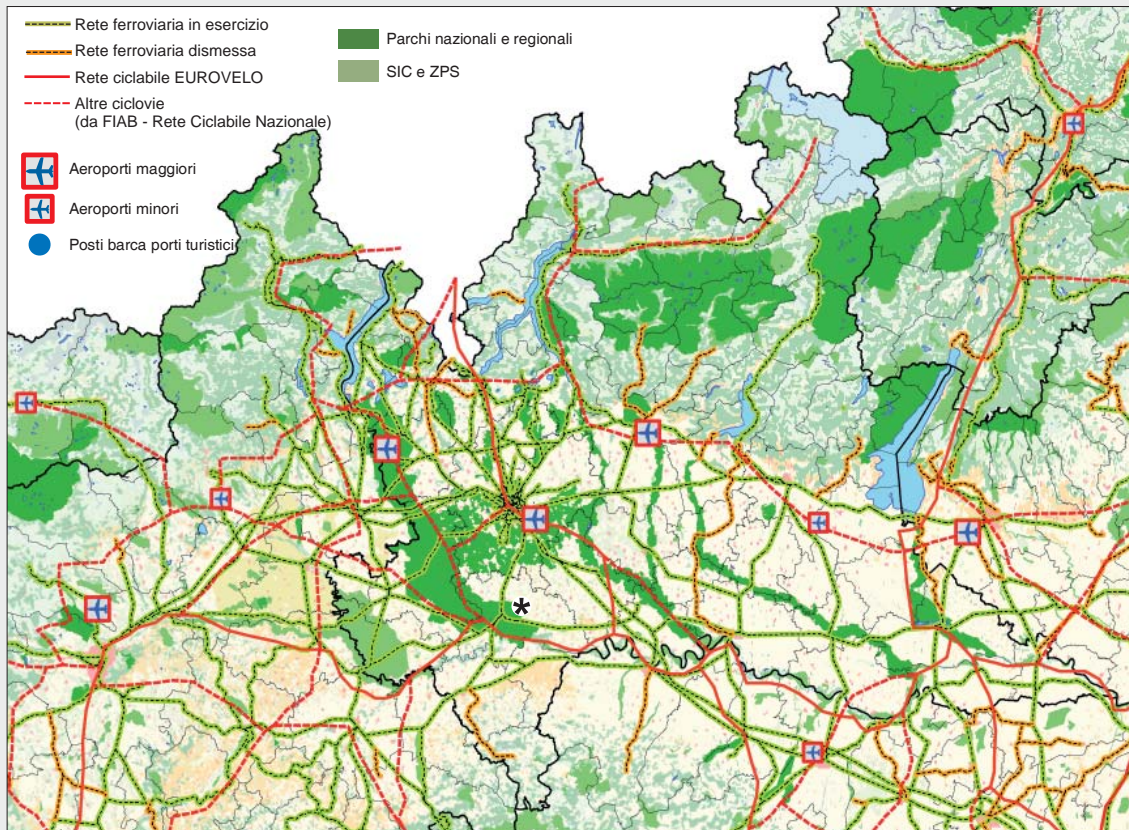 Rete ferroviaria in esercizio
Rete ferroviaria dismessa
Rete ciclabile EUROVELO
Altre ciclovie
(da FIAB - Rete Ciclabile Nazionale)
Aeroporti maggiori
Aeroporti minori
Posti barca porti turistici
Parchi nazionali e regionali
SIC e ZPS
*